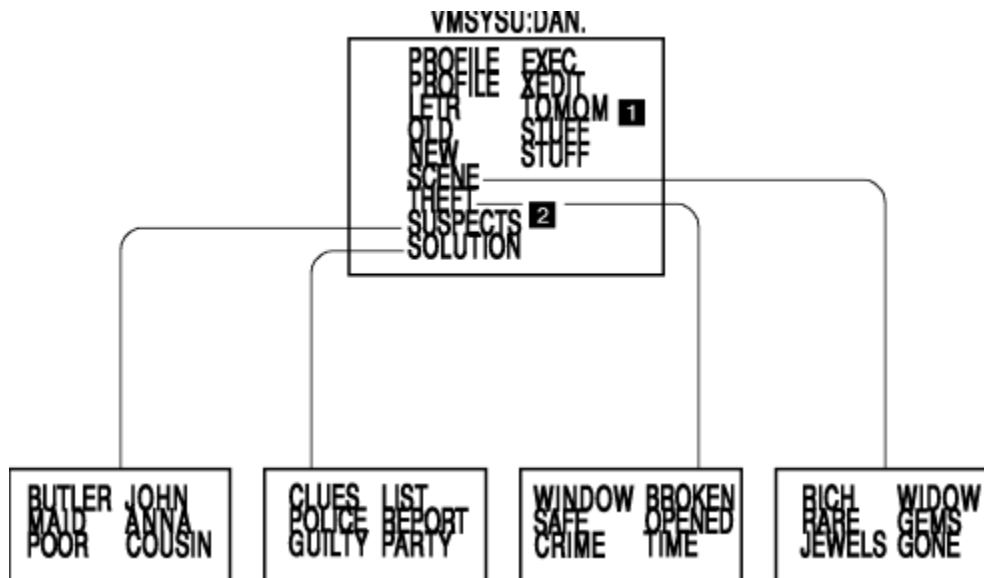 VMSYSU:DAN.
PROFILE EXEC
PROFILE XEDIT
LETR TOMOM 1
OLD STUFF
NEW STUFF
SCENE
THEFT
SUSPECTS 2
SOLUTION
BUTLER JOHN
MAID ANNA
POOR COUSIN
CLUES LIST
POLICE REPORT
GUILTY PARTY
WINDOW BROKEN
SAFE OPENED
CRIME TIME
RICH WIDOW
RARE GEMS
JEWELS GONE